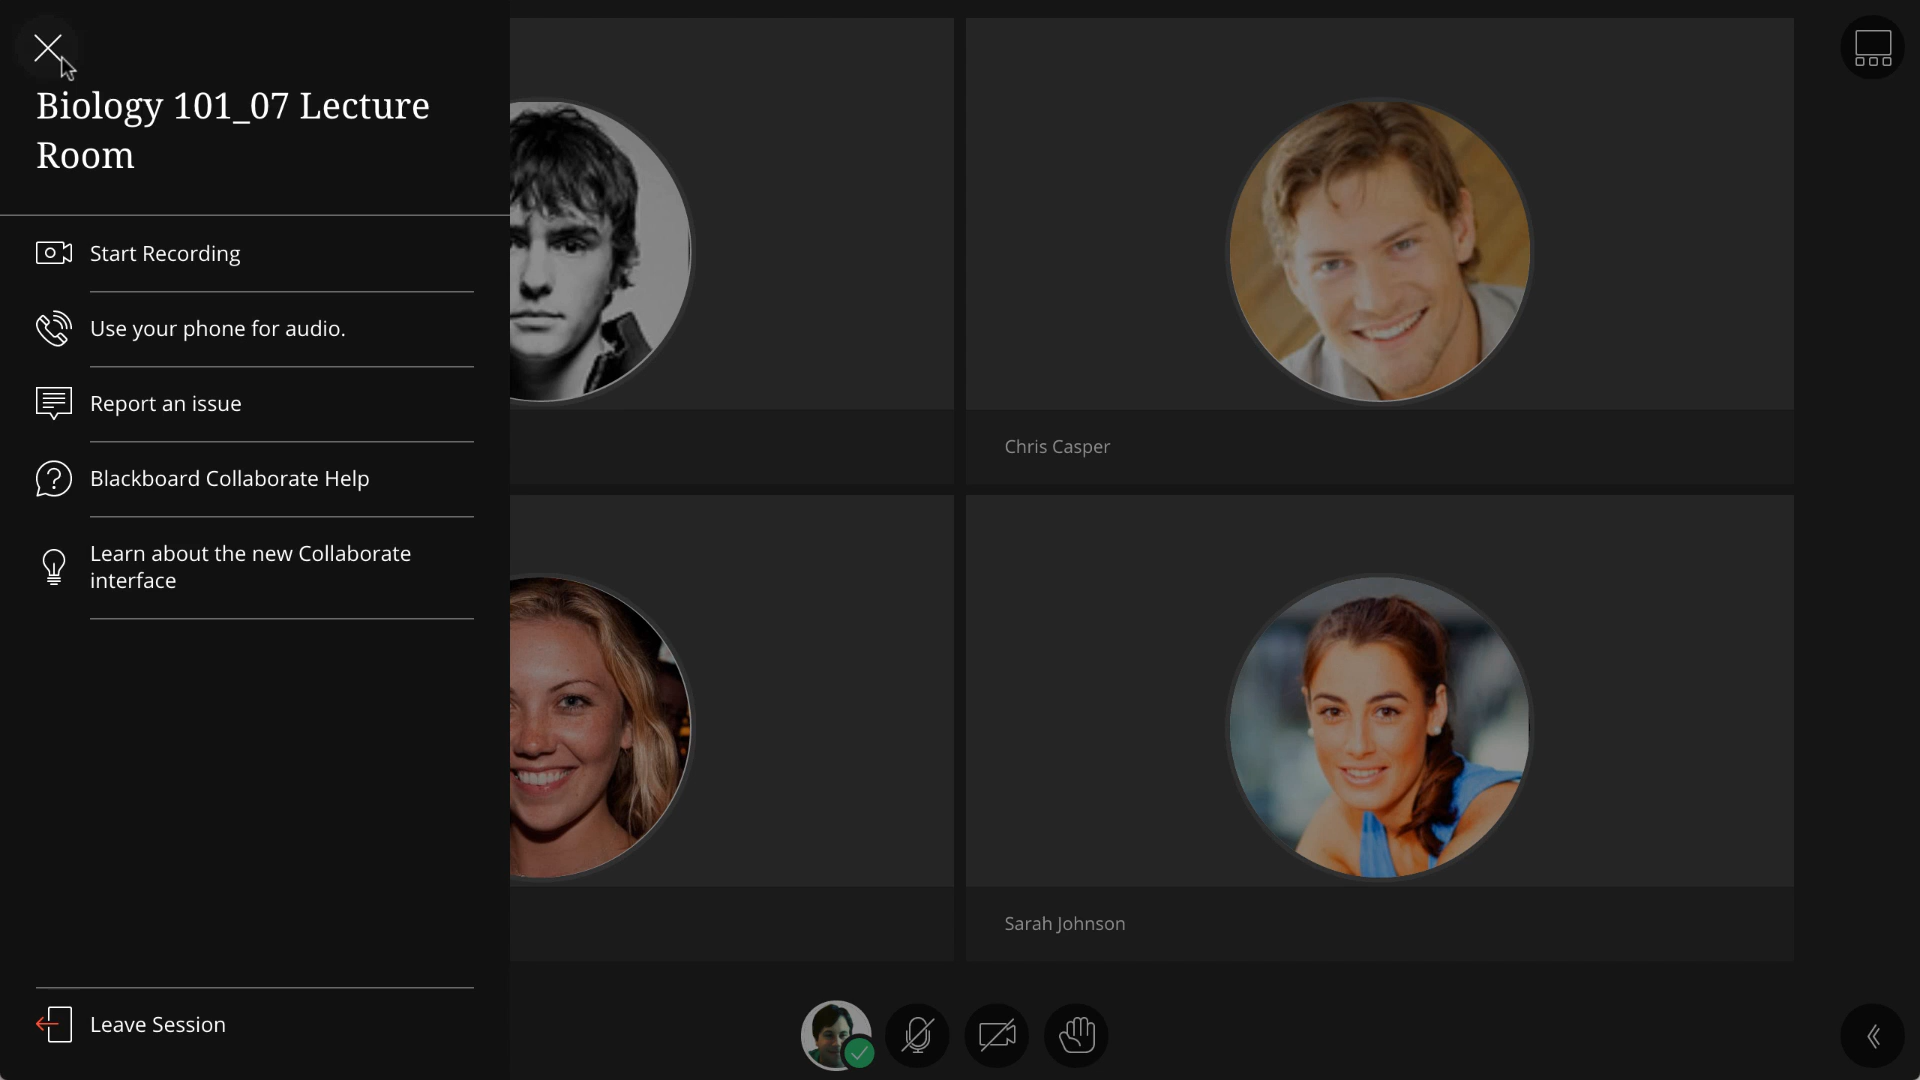 Biology 101_07 Lecture
Room
Start Recording
Use your phone for audio.
Report an issue
Blackboard Collaborate Help
Learn about the new Collaborate
interface
Leave Session
Chris Casper
Sarah Johnson